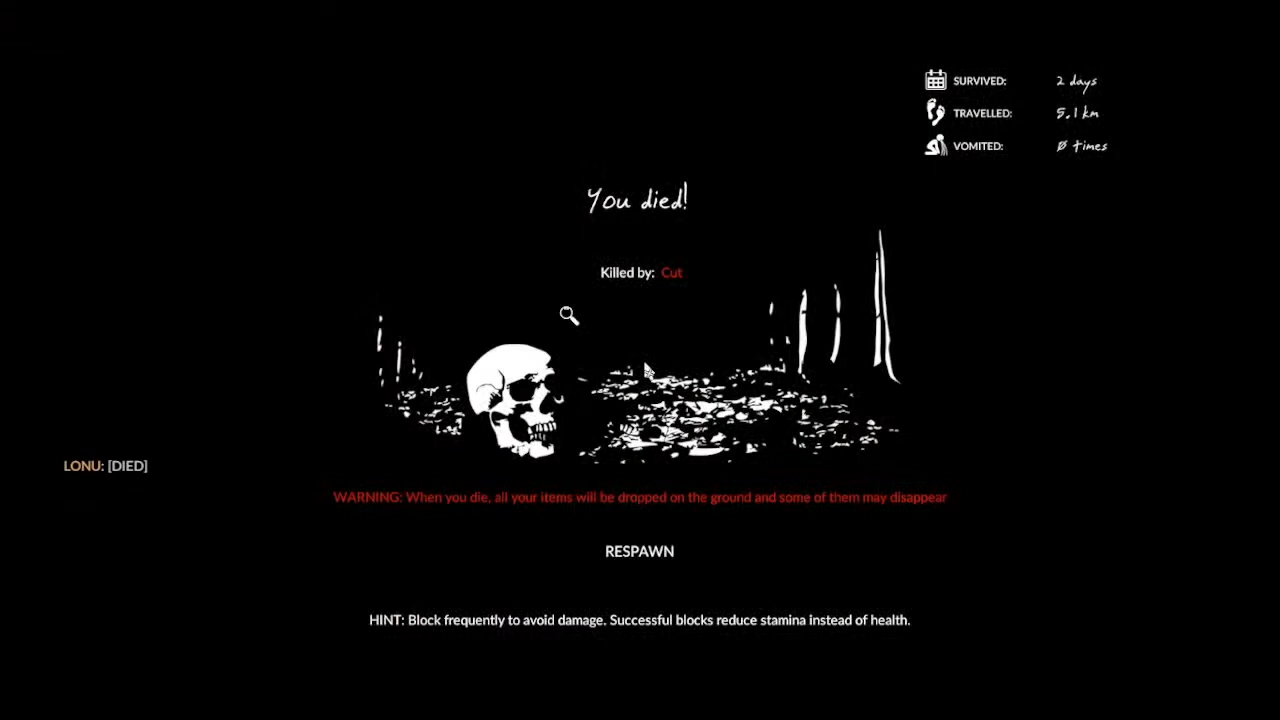 SURVIVED: 2 days
TRAVELLED: 5.1 km
VOMITED: 0 times
You died!
Killed by: Cut
LONU: [DIED]
WARNING: When you die, all your items will be dropped on the ground and some of them may disappear
RESPAWN
HINT: Block frequently to avoid damage. Successful blocks reduce stamina instead of health.